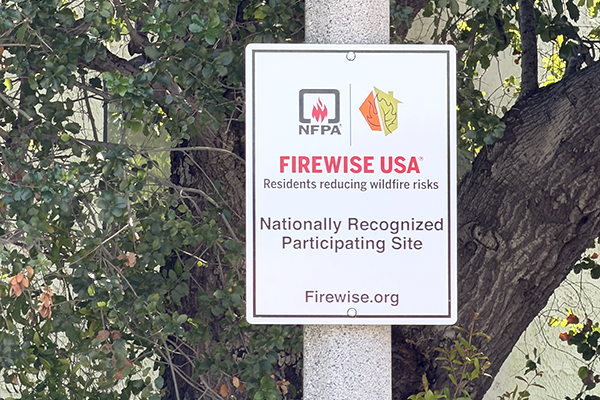 NFPA®
FIREWISE USA®
Residents reducing wildfire risks
Nationally Recognized
Participating Site
Firewise.org